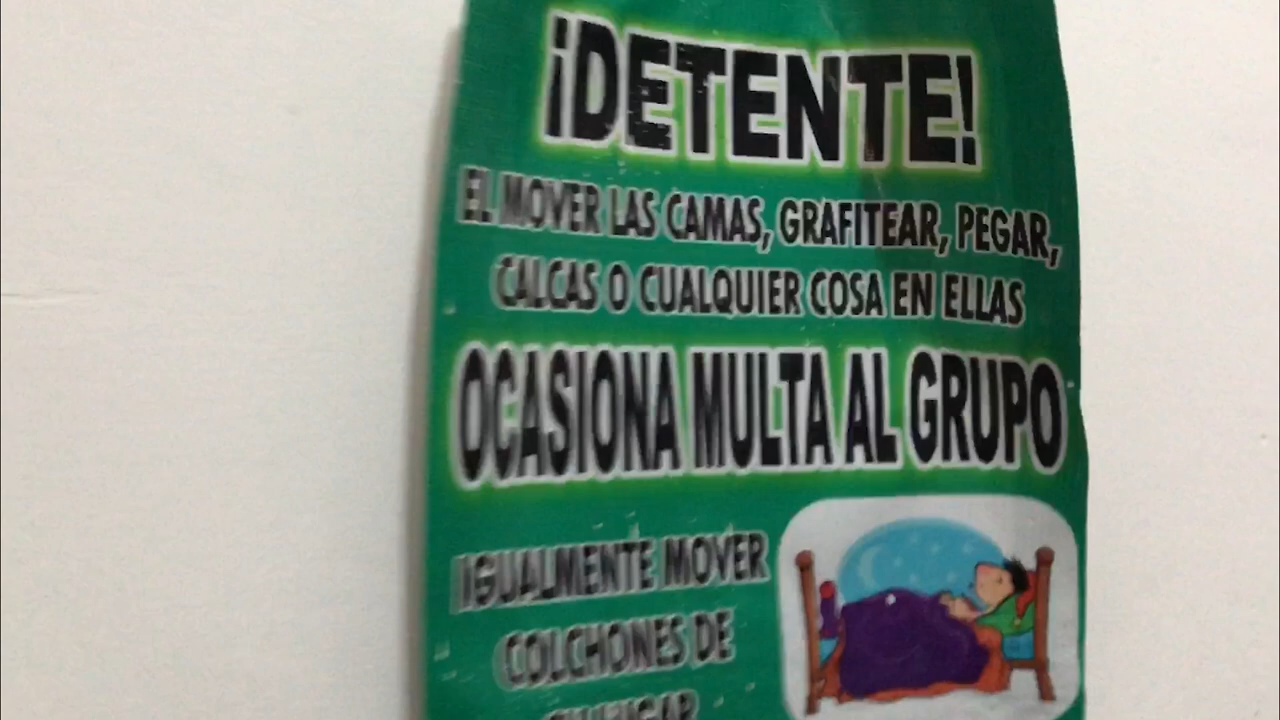 ¡DETENTE!
EL MOVER LAS CAMAS, GRAFITEAR, PEGAR,
CALCAS O CUALQUIER COSA EN ELLAS
OCASIONA MULTA AL GRUPO
IGUALMENTE MOVER
COLCHONES DE